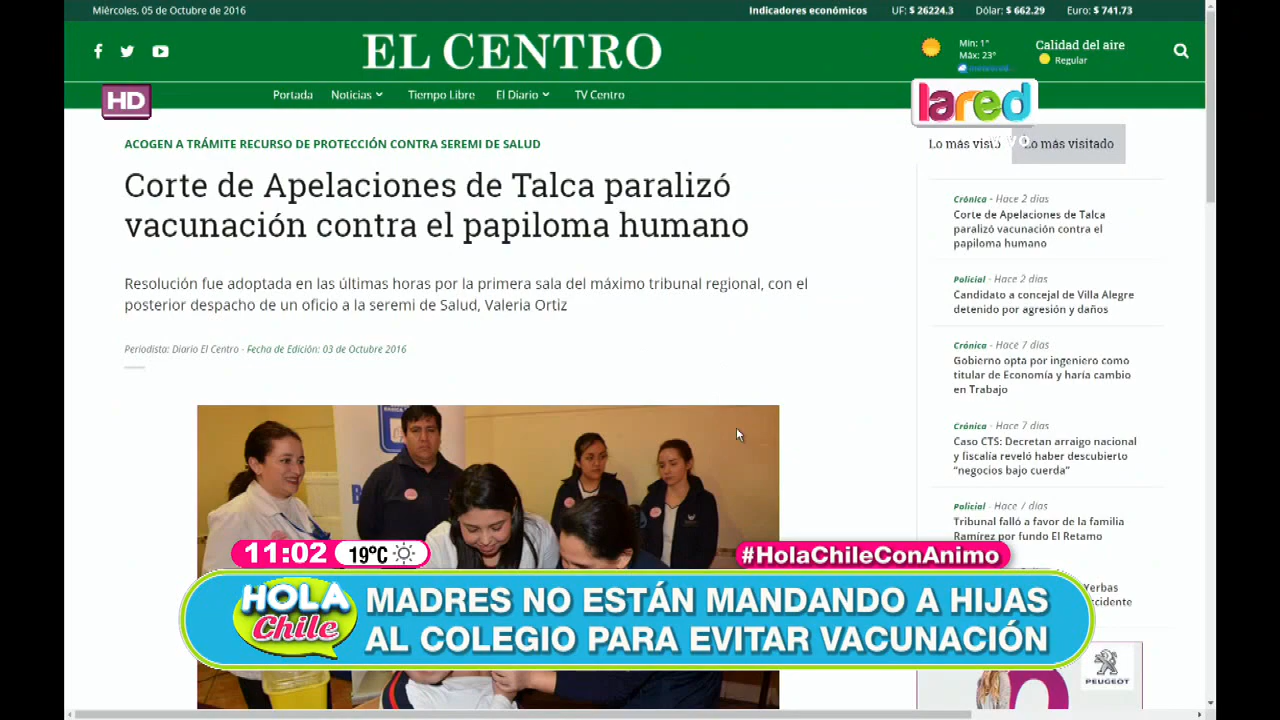 Miércoles, 05 de Octubre de 2016
Indicadores económicos UF: $ 26224.3 Dólar: $ 662.29 Euro: $ 741.73
EL CENTRO
Min: 1°
Máx: 23°
Calidad del aire
Regular
HD
Portada Noticias Tiempo Libre El Diario TV Centro
lared
vivo
ACOGEN A TRÁMITE RECURSO DE PROTECCIÓN CONTRA SEREMI DE SALUD
Corte de Apelaciones de Talca paralizó
vacunación contra el papiloma humano
Resolución fue adoptada en las últimas horas por la primera sala del máximo tribunal regional, con el
posterior despacho de un oficio a la seremi de Salud, Valeria Ortiz
Periodista: Diario El Centro - Fecha de Edición: 03 de Octubre 2016
Lo más visto Lo más visitado
Crónica - Hace 2 días
Corte de Apelaciones de Talca
paralizó vacunación contra el
papiloma humano
Policial - Hace 2 días
Candidato a concejal de Villa Alegre
detenido por agresión y daños
Crónica - Hace 7 días
Gobierno opta por ingeniero como
titular de Economía y haría cambio
en Trabajo
Crónica - Hace 7 días
Caso CTS: Decretan arraigo nacional
y fiscalía reveló haber descubierto
“negocios bajo cuerda”
Policial - Hace 7 días
Tribunal falló a favor de la familia
Ramírez por fundo El Retamo
Yerbas
PEUGEOT
11:02 19°C
#HolaChileConAnimo
HOLA
Chile
MADRES NO ESTÁN MANDANDO A HIJAS
AL COLEGIO PARA EVITAR VACUNACIÓN